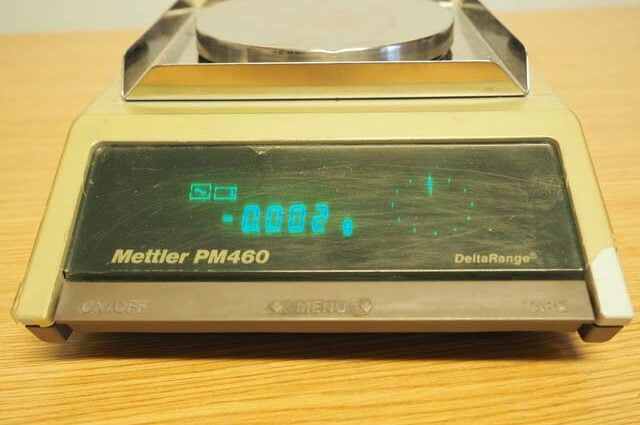 -0.002 g
Mettler PM460
DeltaRange®
ON/OFF MENU TARE